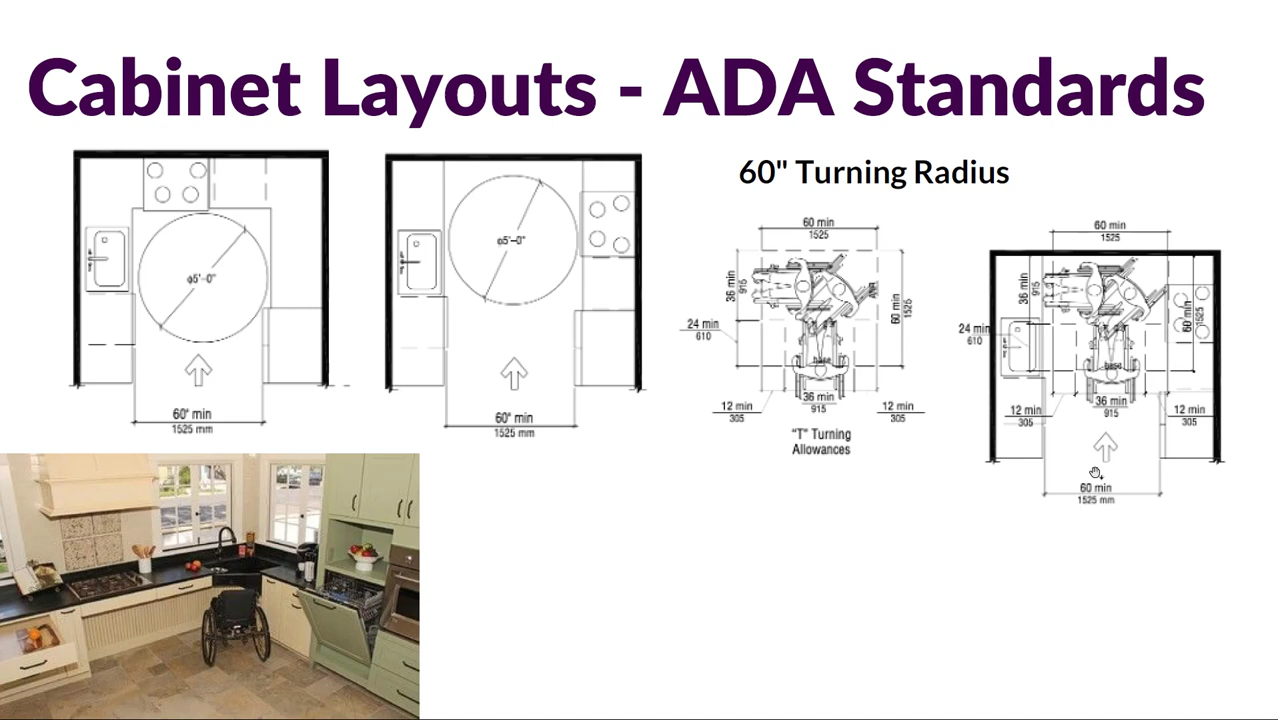 Cabinet Layouts - ADA Standards
60" Turning Radius
ø5'-0"
60" min
1525 mm
ø5'-0"
60" min
1525 mm
60 min
1525
36 min
915
60 min
1525
24 min
610
base
36 min
915
12 min
305
12 min
305
"T" Turning
Allowances
60 min
1525
36 min
915
60 min
1525
24 min
610
base
36 min
915
12 min
305
12 min
305
60 min
1525 mm